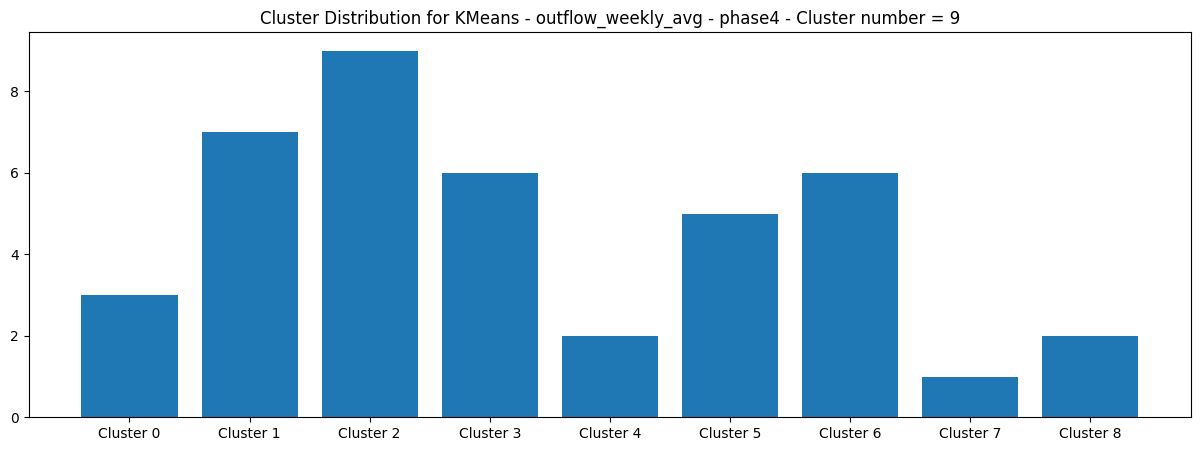 Cluster Distribution for KMeans - outflow_weekly_avg - phase4 - Cluster number = 9
8
6
4
2
0
Cluster 0 Cluster 1 Cluster 2 Cluster 3 Cluster 4 Cluster 5 Cluster 6 Cluster 7 Cluster 8